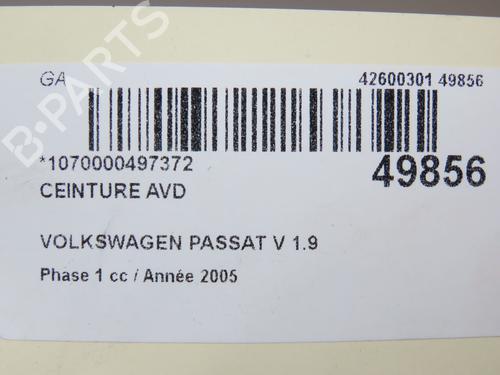 GA 42600301 49856
*1070000497372
49856
CEINTURE AVD
VOLKSWAGEN PASSAT V 1.9
Phase 1 cc / Année 2005
B-PARTS